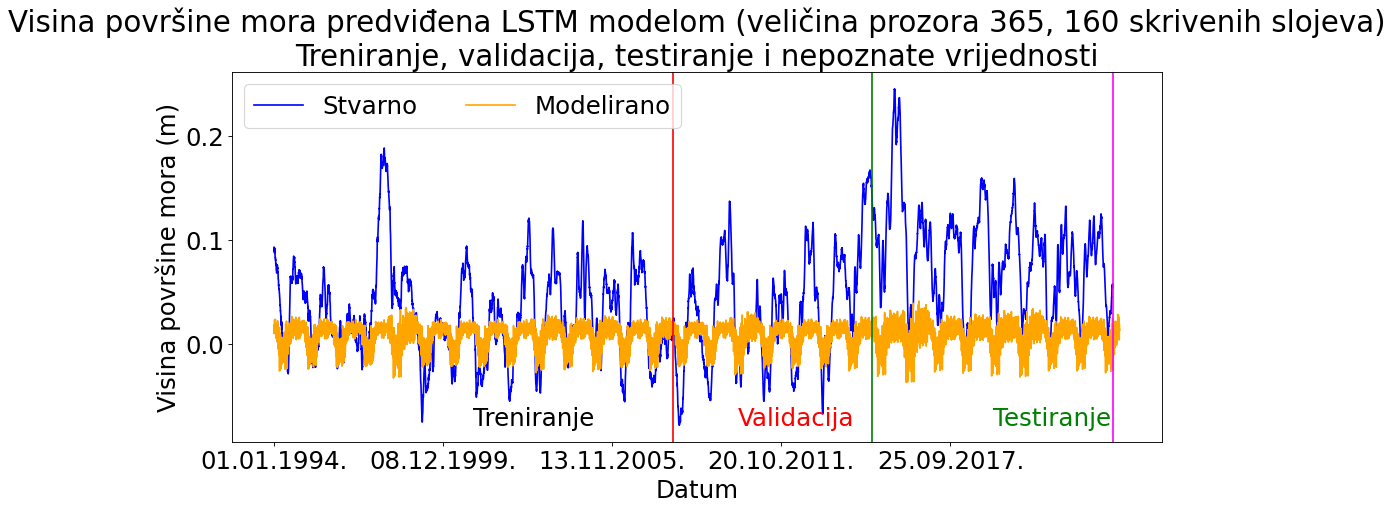 Visina površine mora predviđena LSTM modelom (veličina prozora 365, 160 skrivenih slojeva)
Treniranje, validacija, testiranje i nepoznate vrijednosti
Stvarno
Modelirano
Visina površine mora (m)
0.2
0.1
0.0
Treniranje
Validacija
Testiranje
01.01.1994.
08.12.1999.
13.11.2005.
20.10.2011.
25.09.2017.
Datum